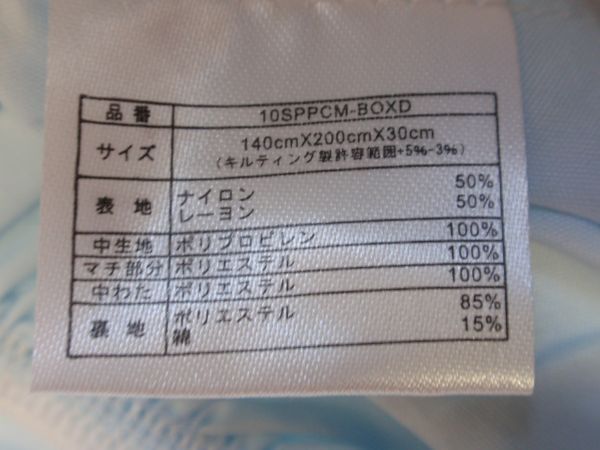 品番 10SPPCM-BOXD
サイズ 140cmX200cmX30cm
(キルティング製許容範囲+5%-3%)
表地 ナイロン 50%
レーヨン 50%
中生地 ポリプロピレン 100%
マチ部分 ポリエステル 100%
中わた ポリエステル 100%
裏地 ポリエステル 85%
綿 15%